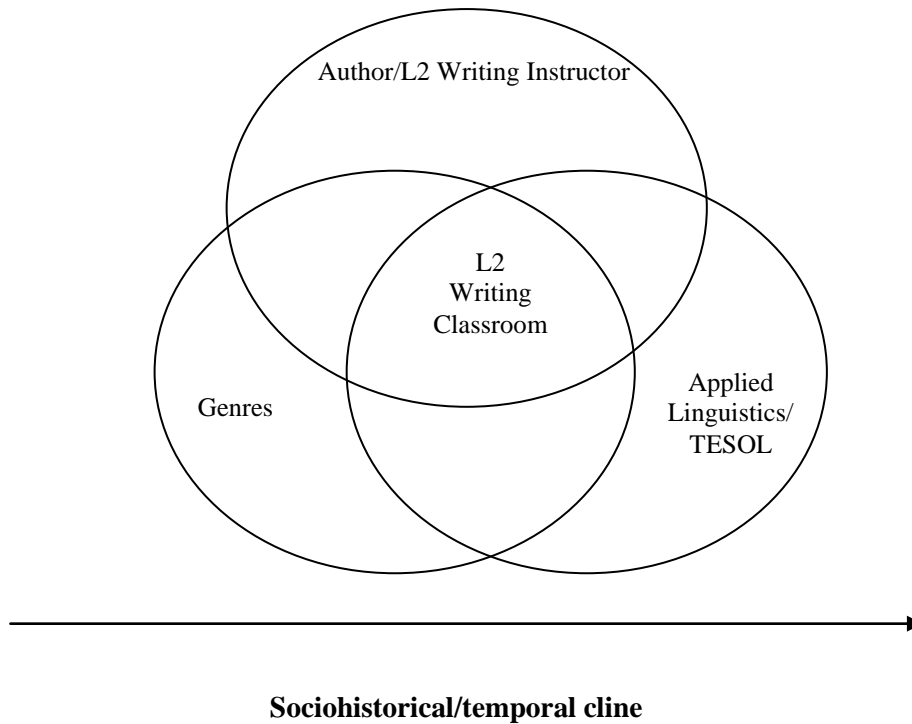 Author/L2 Writing Instructor
L2
Writing
Classroom
Genres
Applied
Linguistics/
TESOL
Sociohistorical/temporal cline